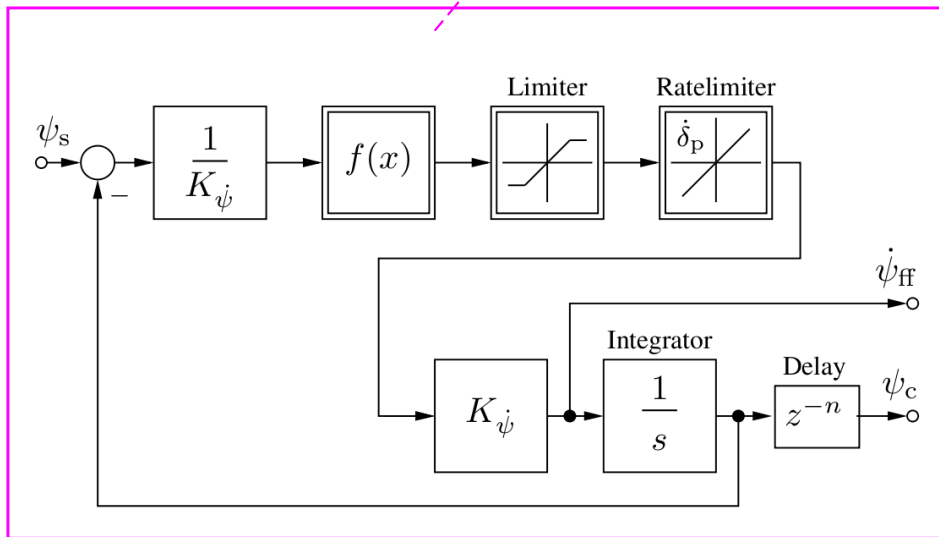 Limiter
Ratelimiter
ψ_s
−
1
K_ψ̇
f(x)
δ̇_p
ψ̇_ff
Integrator
Delay
K_ψ̇
1
s
z^{-n}
ψ_c